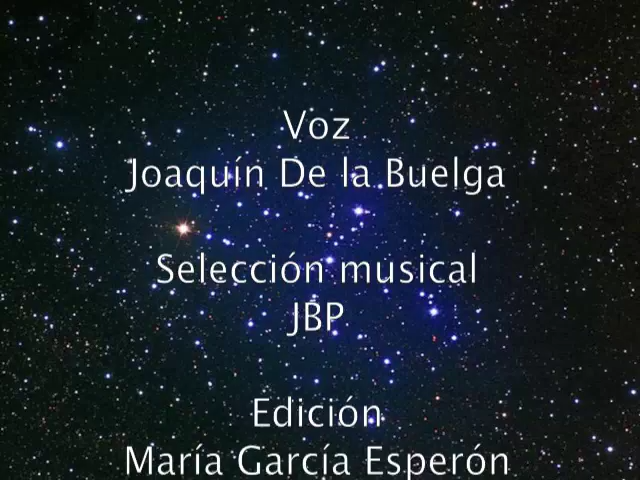 Voz
Joaquín De la Buelga
Selección musical
JBP
Edición
María García Esperón